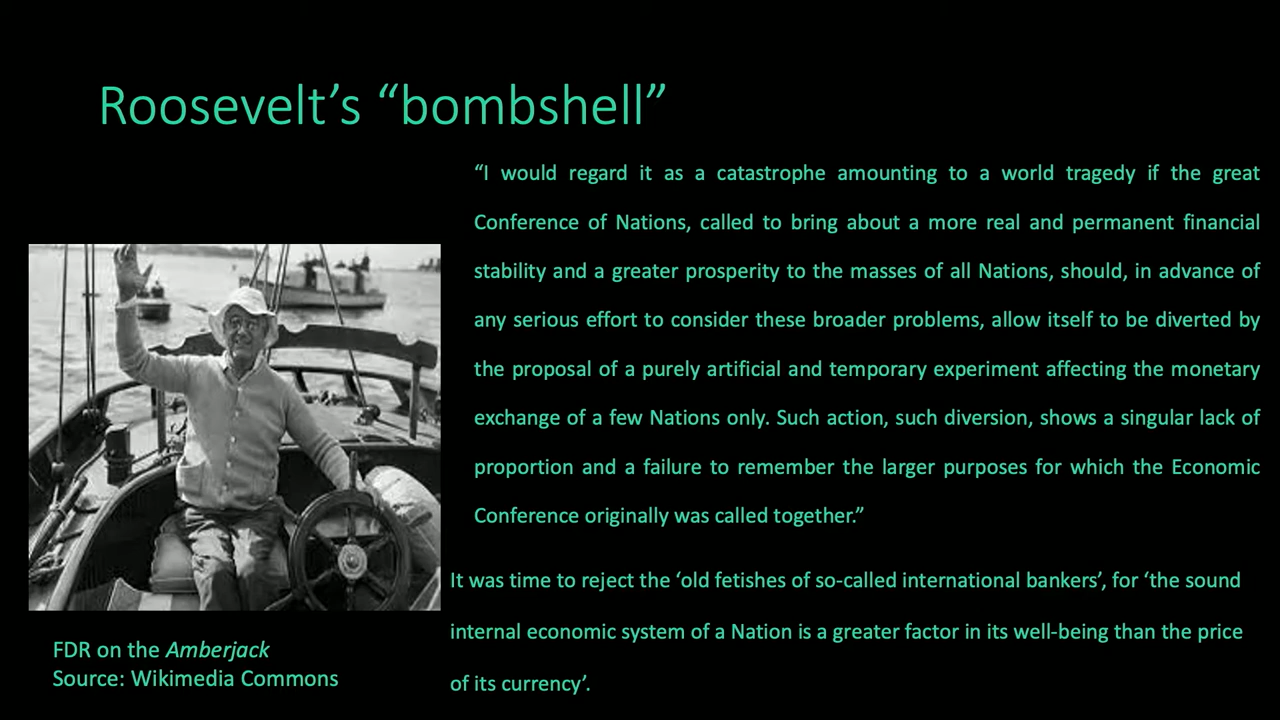 Roosevelt’s “bombshell”
“I would regard it as a catastrophe amounting to a world tragedy if the great
Conference of Nations, called to bring about a more real and permanent financial
stability and a greater prosperity to the masses of all Nations, should, in advance of
any serious effort to consider these broader problems, allow itself to be diverted by
the proposal of a purely artificial and temporary experiment affecting the monetary
exchange of a few Nations only. Such action, such diversion, shows a singular lack of
proportion and a failure to remember the larger purposes for which the Economic
Conference originally was called together.”
It was time to reject the ‘old fetishes of so-called international bankers’, for ‘the sound
internal economic system of a Nation is a greater factor in its well-being than the price
of its currency’.
FDR on the Amberjack
Source: Wikimedia Commons